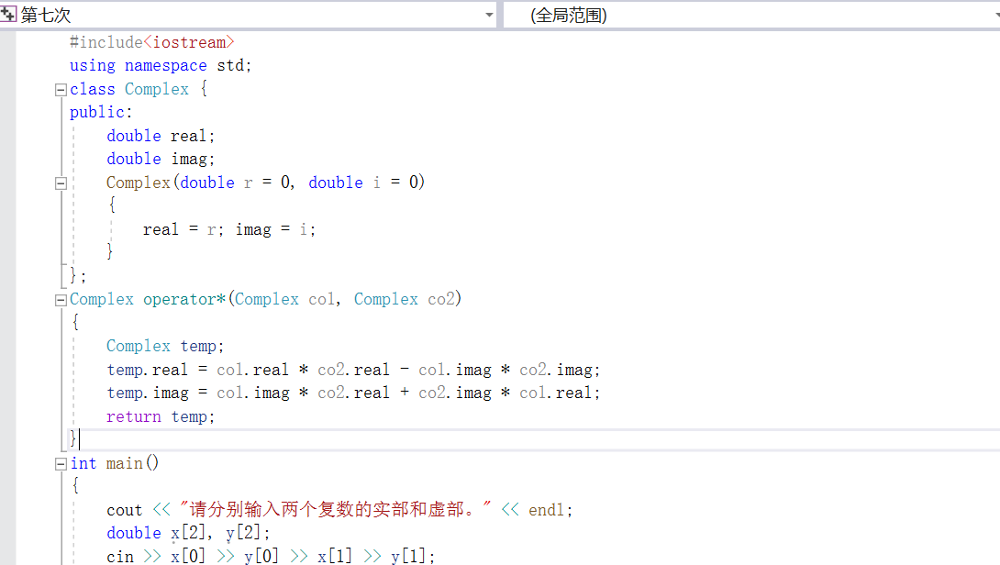 第七次 (全局范围)
#include<iostream>
using namespace std;
class Complex {
public:
    double real;
    double imag;
    Complex(double r = 0, double i = 0)
    {
        real = r; imag = i;
    }
};
Complex operator*(Complex co1, Complex co2)
{
    Complex temp;
    temp.real = co1.real * co2.real - co1.imag * co2.imag;
    temp.imag = co1.imag * co2.real + co2.imag * co1.real;
    return temp;
}
int main()
{
    cout << "请分别输入两个复数的实部和虚部。" << endl;
    double x[2], y[2];
    cin >> x[0] >> y[0] >> x[1] >> y[1];